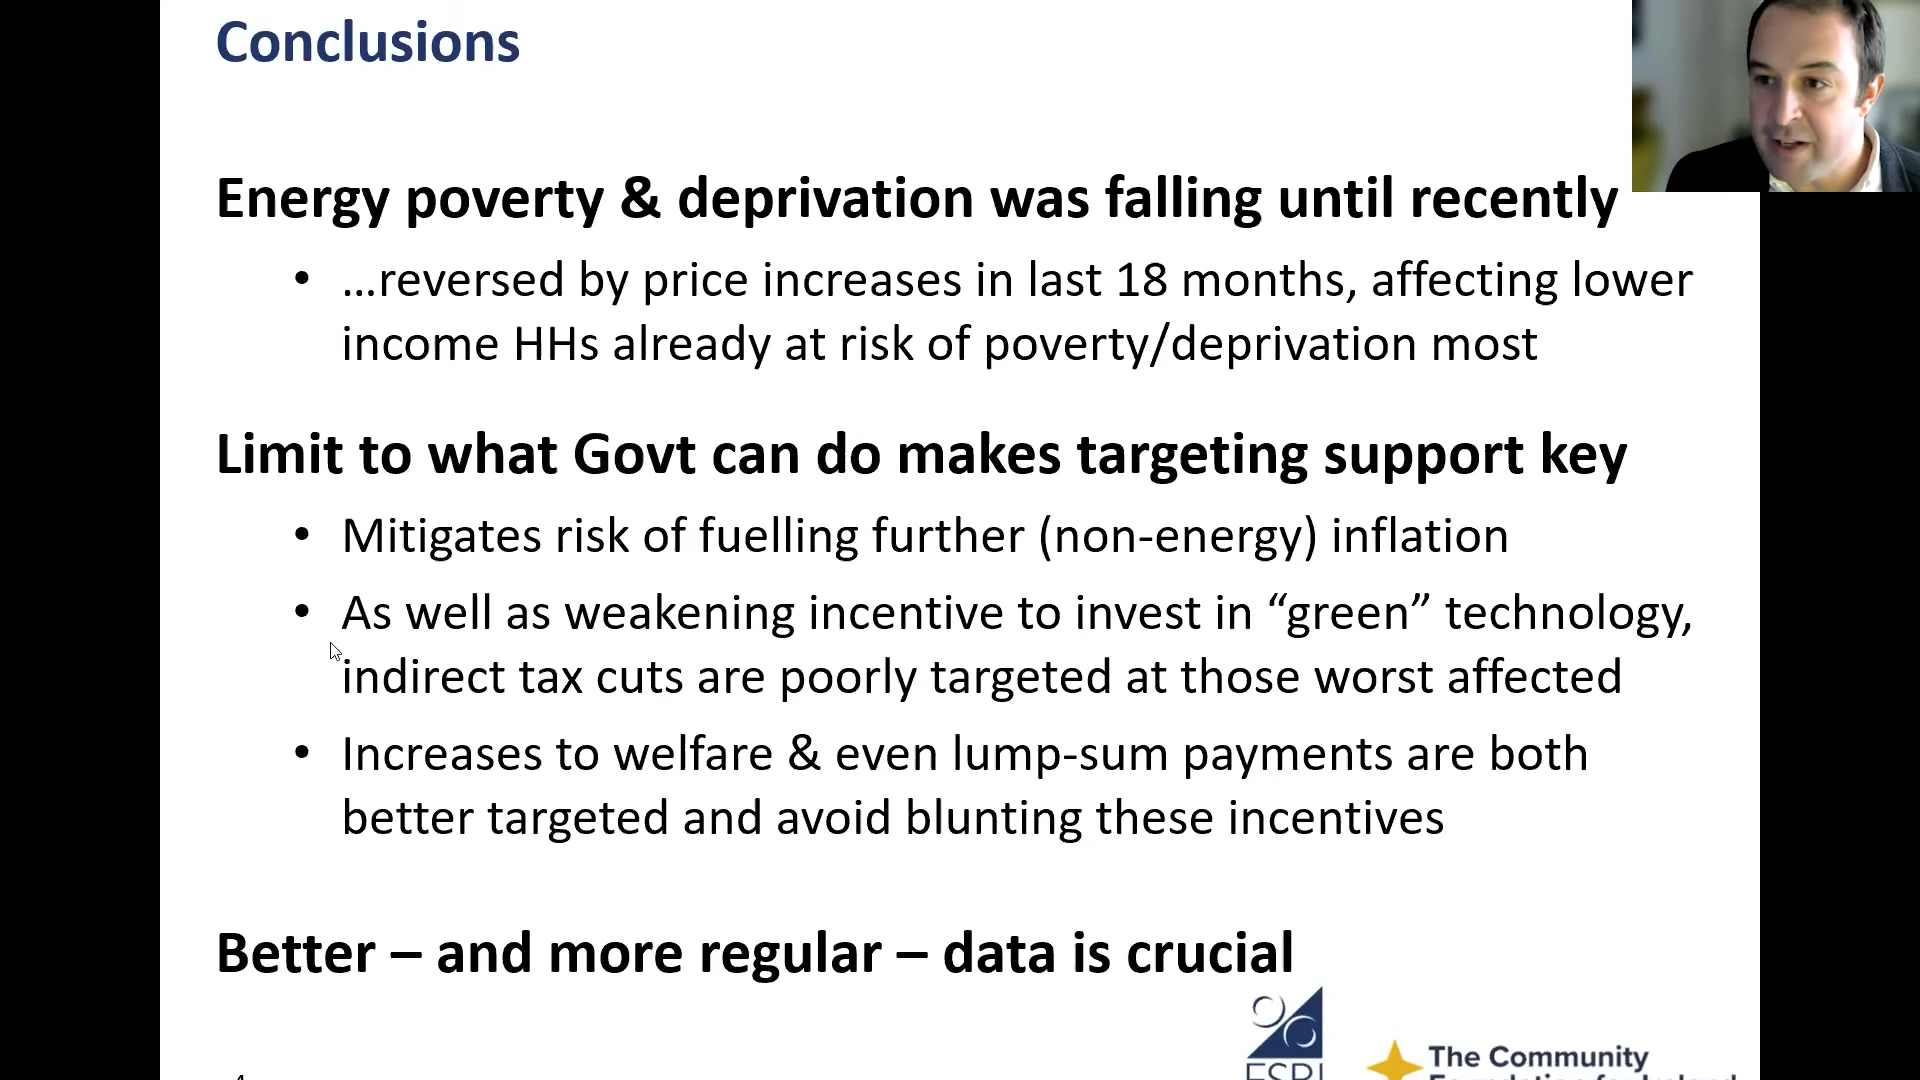 Conclusions
Energy poverty & deprivation was falling until recently
• …reversed by price increases in last 18 months, affecting lower
income HHs already at risk of poverty/deprivation most
Limit to what Govt can do makes targeting support key
• Mitigates risk of fuelling further (non-energy) inflation
• As well as weakening incentive to invest in “green” technology,
indirect tax cuts are poorly targeted at those worst affected
• Increases to welfare & even lump-sum payments are both
better targeted and avoid blunting these incentives
Better – and more regular – data is crucial
ESRI
The Community
Foundation for Ireland